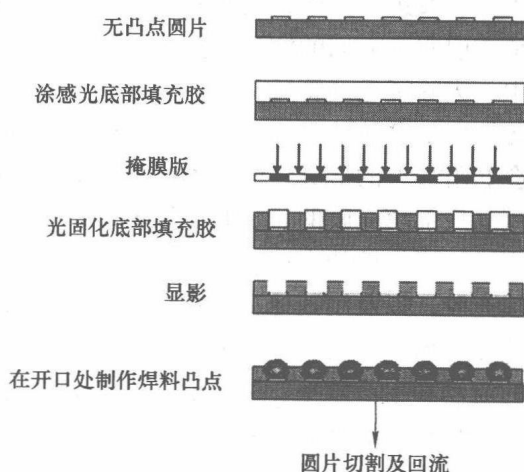 无凸点圆片
涂感光底部填充胶
掩膜版
光固化底部填充胶
显影
在开口处制作焊料凸点
圆片切割及回流